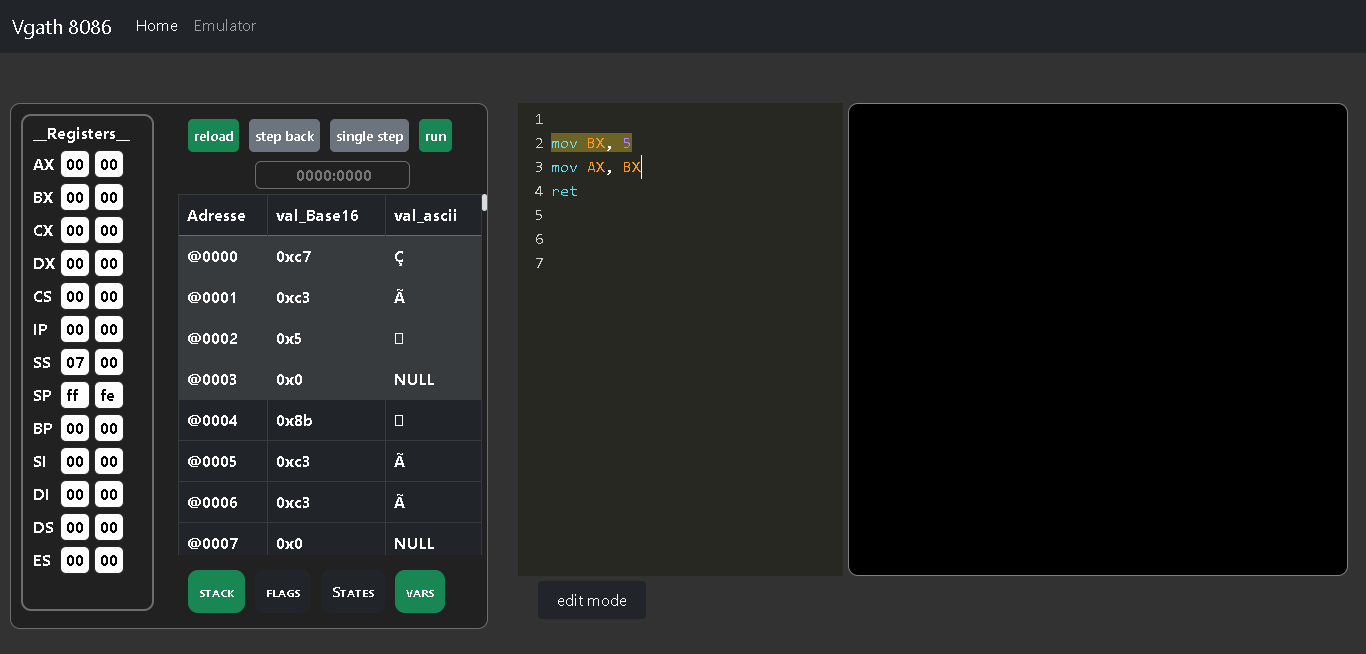 Vgath 8086 Home Emulator
__Registers__
AX 00 00
BX 00 00
CX 00 00
DX 00 00
CS 00 00
IP 00 00
SS 07 00
SP ff fe
BP 00 00
SI 00 00
DI 00 00
DS 00 00
ES 00 00
reload step back single step run
0000:0000
Adresse val_Base16 val_ascii
@0000 0xc7 Ç
@0001 0xc3 Ã
@0002 0x5 
@0003 0x0 NULL
@0004 0x8b 
@0005 0xc3 Ã
@0006 0xc3 Ã
@0007 0x0 NULL
STACK FLAGS STATES VARS
1
2 mov BX, 5
3 mov AX, BX
4 ret
5
6
7
edit mode